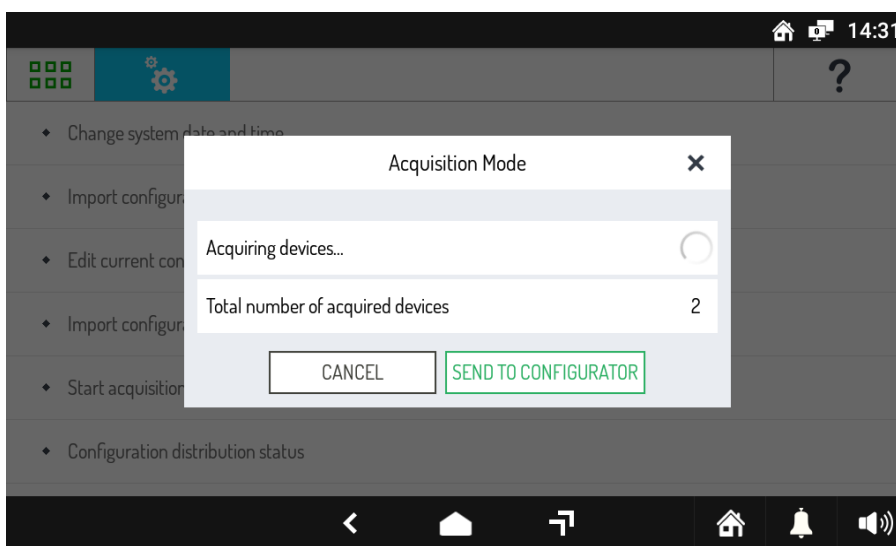 14:31
?
Change system date and time
Import configur
Edit current con
Import configur
Start acquisition
Configuration distribution status
Acquisition Mode
Acquiring devices...
Total number of acquired devices 2
CANCEL SEND TO CONFIGURATOR